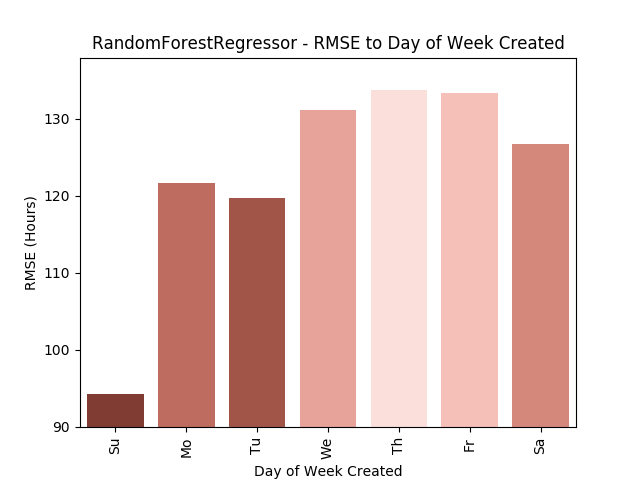 RandomForestRegressor - RMSE to Day of Week Created
RMSE (Hours)
130
120
110
100
90
Su
Mo
Tu
We
Th
Fr
Sa
Day of Week Created